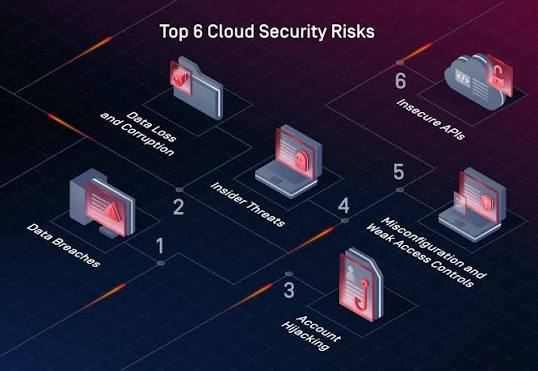 Top 6 Cloud Security Risks
1
Data Breaches
2
Data Loss
and Corruption
3
Account
Hijacking
4
Insider Threats
5
Misconfiguration and
Weak Access Controls
6
Insecure APIs
</>